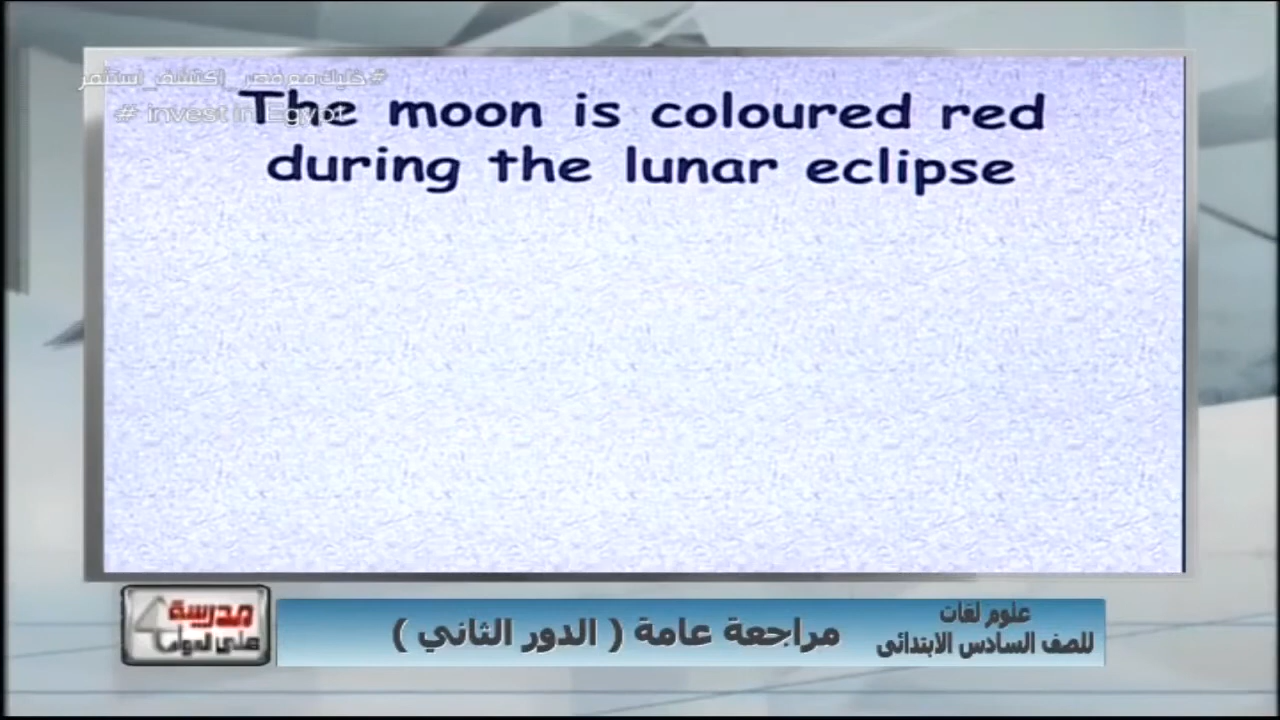 #خليك_مع_مصر_إكتشف_إستثمر
# invest in Egypt
The moon is coloured red
during the lunar eclipse
علوم لغات
للصف السادس الابتدائى
مراجعة عامة ( الدور الثاني )
مدرسة
على الهواء